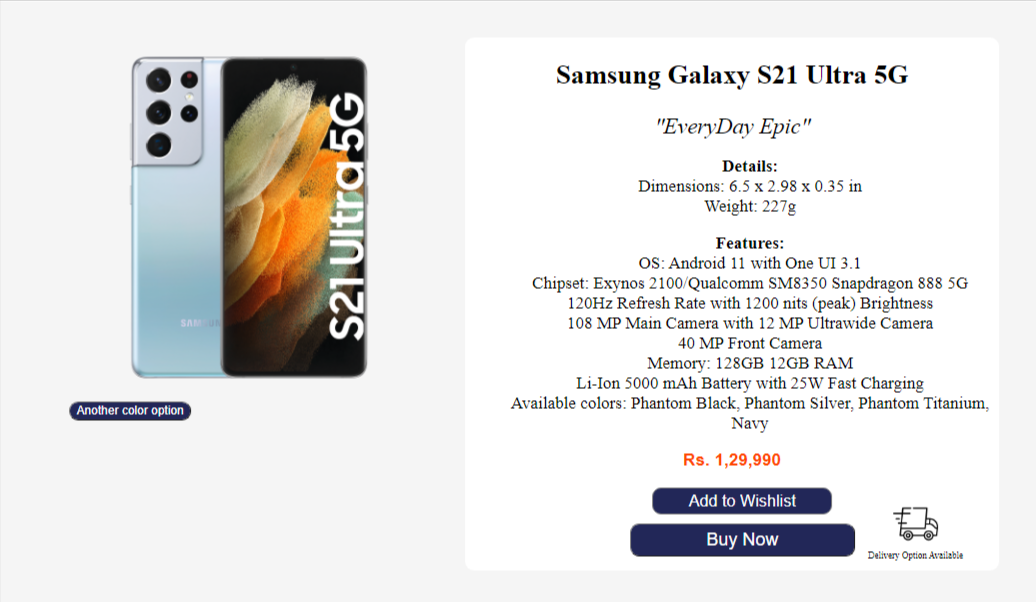 S21 Ultra 5G
SAMSUNG
Another color option
Samsung Galaxy S21 Ultra 5G
"EveryDay Epic"
Details:
Dimensions: 6.5 x 2.98 x 0.35 in
Weight: 227g
Features:
OS: Android 11 with One UI 3.1
Chipset: Exynos 2100/Qualcomm SM8350 Snapdragon 888 5G
120Hz Refresh Rate with 1200 nits (peak) Brightness
108 MP Main Camera with 12 MP Ultrawide Camera
40 MP Front Camera
Memory: 128GB 12GB RAM
Li-Ion 5000 mAh Battery with 25W Fast Charging
Available colors: Phantom Black, Phantom Silver, Phantom Titanium,
Navy
Rs. 1,29,990
Add to Wishlist
Buy Now
Delivery Option Available